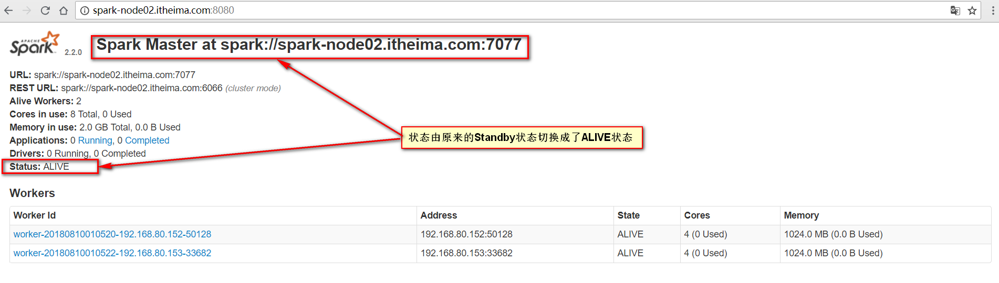 spark-node02.itheima.com:8080
APACHE
Spark 2.2.0 Spark Master at spark://spark-node02.itheima.com:7077
URL: spark://spark-node02.itheima.com:7077
REST URL: spark://spark-node02.itheima.com:6066 (cluster mode)
Alive Workers: 2
Cores in use: 8 Total, 0 Used
Memory in use: 2.0 GB Total, 0.0 B Used
Applications: 0 Running, 0 Completed
Drivers: 0 Running, 0 Completed
Status: ALIVE
状态由原来的Standby状态切换成了ALIVE状态
Workers
Worker Id Address State Cores Memory
worker-20180810010520-192.168.80.152-50128 192.168.80.152:50128 ALIVE 4 (0 Used) 1024.0 MB (0.0 B Used)
worker-20180810010522-192.168.80.153-33682 192.168.80.153:33682 ALIVE 4 (0 Used) 1024.0 MB (0.0 B Used)